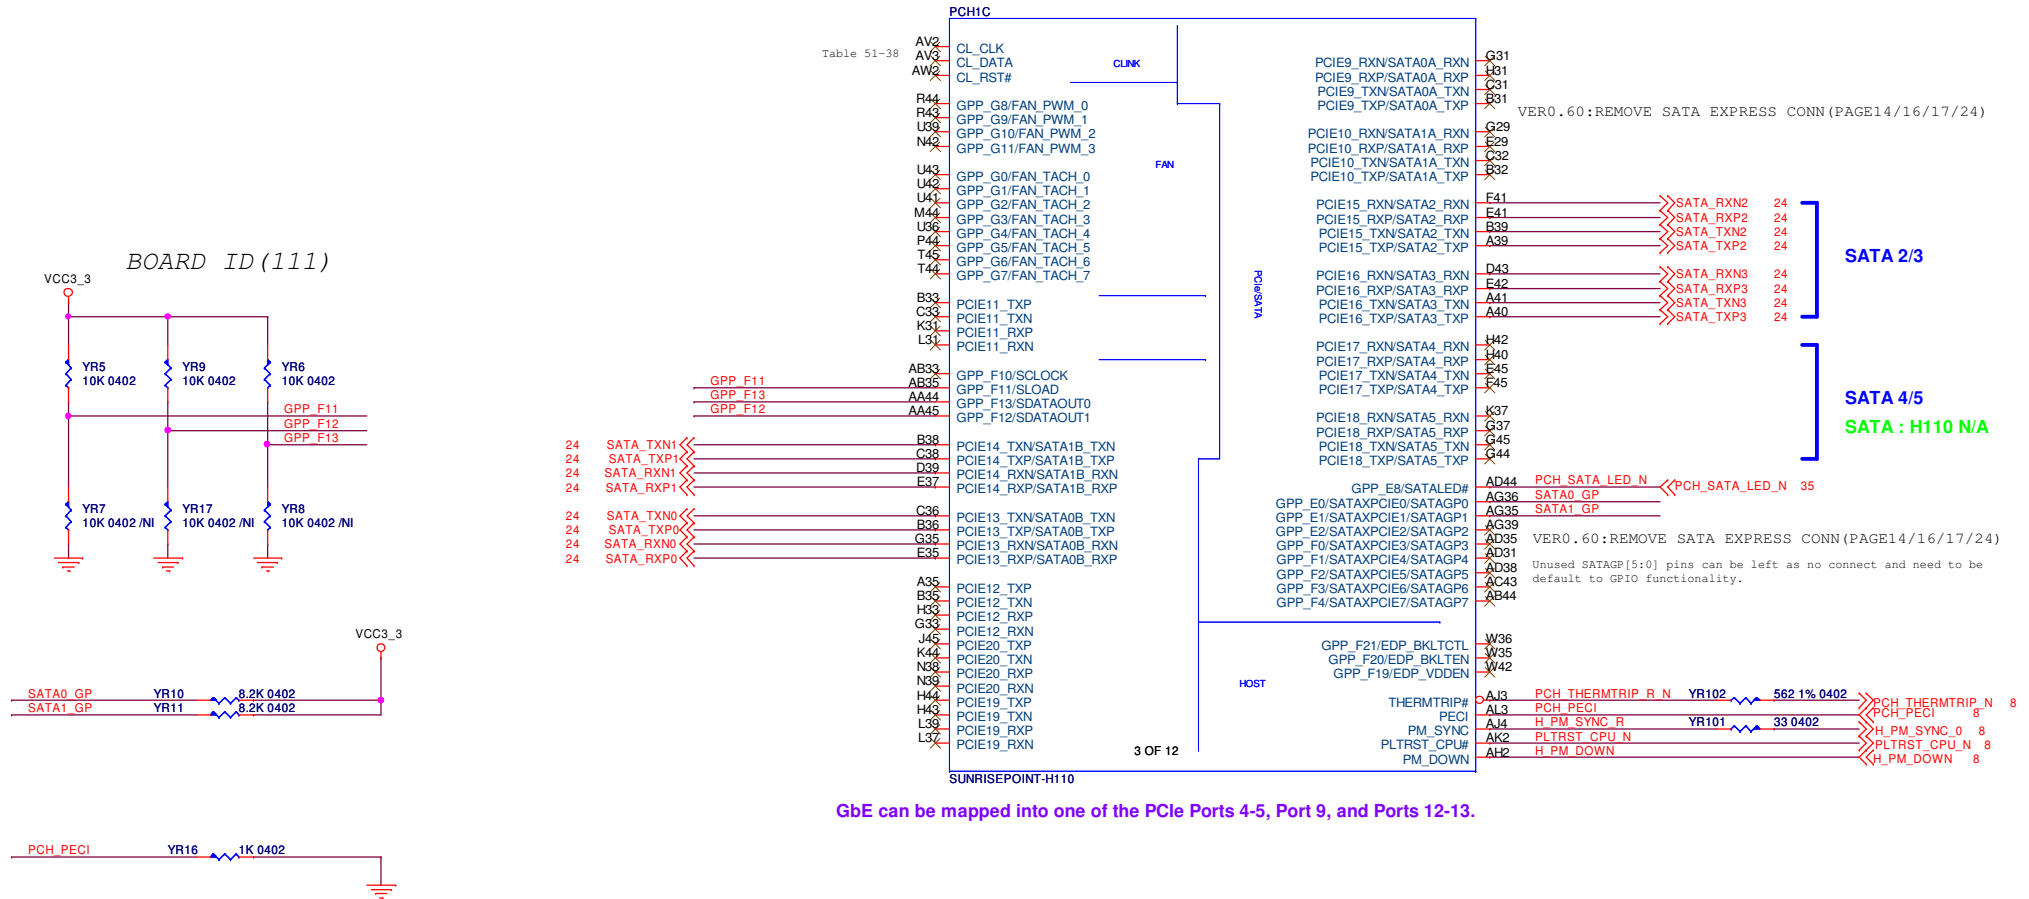 BOARD ID(111)
VCC3_3
YR5
10K 0402
YR9
10K 0402
YR6
10K 0402
GPP_F11
GPP_F12
GPP_F13
YR7
10K 0402 /NI
YR17
10K 0402 /NI
YR8
10K 0402 /NI
VCC3_3
SATA0_GP YR10 8.2K 0402
SATA1_GP YR11 8.2K 0402
PCH_PECI YR16 1K 0402
PCH1C
Table 51-38
AV2 CL_CLK
AV3 CL_DATA
AW2 CL_RST#
CLINK
R44 GPP_G8/FAN_PWM_0
R43 GPP_G9/FAN_PWM_1
U39 GPP_G10/FAN_PWM_2
N42 GPP_G11/FAN_PWM_3
FAN
U43 GPP_G0/FAN_TACH_0
U42 GPP_G1/FAN_TACH_1
U41 GPP_G2/FAN_TACH_2
M44 GPP_G3/FAN_TACH_3
U36 GPP_G4/FAN_TACH_4
P44 GPP_G5/FAN_TACH_5
T45 GPP_G6/FAN_TACH_6
T44 GPP_G7/FAN_TACH_7
PCIe/SATA
B33 PCIE11_TXP
C33 PCIE11_TXN
K31 PCIE11_RXP
L31 PCIE11_RXN
AB33 GPP_F10/SCLOCK
GPP_F11 AB35 GPP_F11/SLOAD
GPP_F13 AA44 GPP_F13/SDATAOUT0
GPP_F12 AA45 GPP_F12/SDATAOUT1
24 SATA_TXN1 B38 PCIE14_TXN/SATA1B_TXN
24 SATA_TXP1 C38 PCIE14_TXP/SATA1B_TXP
24 SATA_RXN1 D39 PCIE14_RXN/SATA1B_RXN
24 SATA_RXP1 E37 PCIE14_RXP/SATA1B_RXP
24 SATA_TXN0 C36 PCIE13_TXN/SATA0B_TXN
24 SATA_TXP0 B36 PCIE13_TXP/SATA0B_TXP
24 SATA_RXN0 G35 PCIE13_RXN/SATA0B_RXN
24 SATA_RXP0 E35 PCIE13_RXP/SATA0B_RXP
A35 PCIE12_TXP
B35 PCIE12_TXN
H33 PCIE12_RXP
G33 PCIE12_RXN
J45 PCIE20_TXP
K44 PCIE20_TXN
N38 PCIE20_RXP
N39 PCIE20_RXN
H44 PCIE19_TXP
H43 PCIE19_TXN
L39 PCIE19_RXP
L37 PCIE19_RXN
HOST
3 OF 12
SUNRISEPOINT-H110
PCIE9_RXN/SATA0A_RXN G31
PCIE9_RXP/SATA0A_RXP H31
PCIE9_TXN/SATA0A_TXN C31
PCIE9_TXP/SATA0A_TXP B31
VER0.60:REMOVE SATA EXPRESS CONN(PAGE14/16/17/24)
PCIE10_RXN/SATA1A_RXN G29
PCIE10_RXP/SATA1A_RXP E29
PCIE10_TXN/SATA1A_TXN C32
PCIE10_TXP/SATA1A_TXP B32
PCIE15_RXN/SATA2_RXN F41 SATA_RXN2 24
PCIE15_RXP/SATA2_RXP E41 SATA_RXP2 24
PCIE15_TXN/SATA2_TXN B39 SATA_TXN2 24
PCIE15_TXP/SATA2_TXP A39 SATA_TXP2 24
SATA 2/3
PCIE16_RXN/SATA3_RXN D43 SATA_RXN3 24
PCIE16_RXP/SATA3_RXP E42 SATA_RXP3 24
PCIE16_TXN/SATA3_TXN A41 SATA_TXN3 24
PCIE16_TXP/SATA3_TXP A40 SATA_TXP3 24
PCIE17_RXN/SATA4_RXN H42
PCIE17_RXP/SATA4_RXP H40
PCIE17_TXN/SATA4_TXN E45
PCIE17_TXP/SATA4_TXP F45
SATA 4/5
SATA : H110 N/A
PCIE18_RXN/SATA5_RXN K37
PCIE18_RXP/SATA5_RXP G37
PCIE18_TXN/SATA5_TXN G45
PCIE18_TXP/SATA5_TXP G44
GPP_E8/SATALED# AD44 PCH_SATA_LED_N PCH_SATA_LED_N 35
GPP_E0/SATAXPCIE0/SATAGP0 AG36 SATA0_GP
GPP_E1/SATAXPCIE1/SATAGP1 AG35 SATA1_GP
GPP_E2/SATAXPCIE2/SATAGP2 AG39
GPP_F0/SATAXPCIE3/SATAGP3 AD35
GPP_F1/SATAXPCIE4/SATAGP4 AD31
GPP_F2/SATAXPCIE5/SATAGP5 AD38
GPP_F3/SATAXPCIE6/SATAGP6 AC43
GPP_F4/SATAXPCIE7/SATAGP7 AB44
VER0.60:REMOVE SATA EXPRESS CONN(PAGE14/16/17/24)
Unused SATAGP[5:0] pins can be left as no connect and need to be
default to GPIO functionality.
GPP_F21/EDP_BKLTCTL W36
GPP_F20/EDP_BKLTEN W35
GPP_F19/EDP_VDDEN W42
THERMTRIP# AJ3 PCH_THERMTRIP_R_N YR102 562 1% 0402 PCH_THERMTRIP_N 8
PECI AL3 PCH_PECI PCH_PECI 8
PM_SYNC AJ4 H_PM_SYNC_R YR101 33 0402 H_PM_SYNC_0 8
PLTRST_CPU# AK2 PLTRST_CPU_N PLTRST_CPU_N 8
PM_DOWN AH2 H_PM_DOWN H_PM_DOWN 8
GbE can be mapped into one of the PCIe Ports 4-5, Port 9, and Ports 12-13.